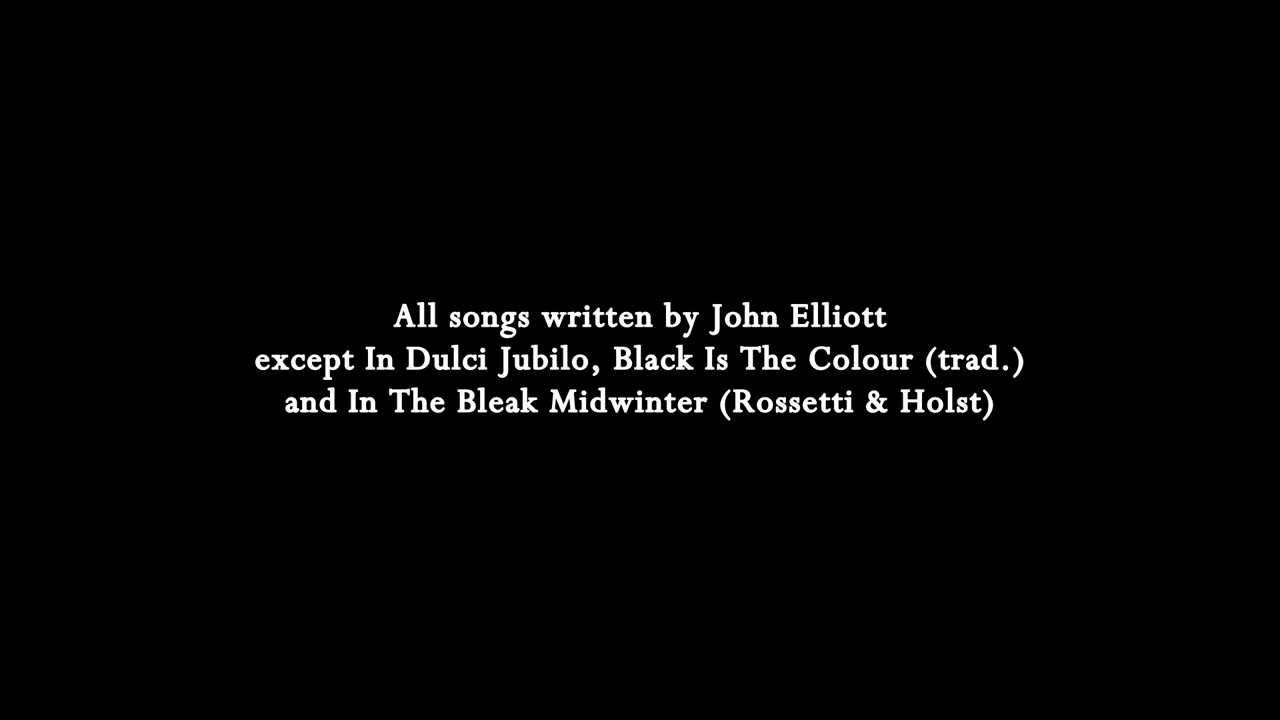 All songs written by John Elliott
except In Dulci Jubilo, Black Is The Colour (trad.)
and In The Bleak Midwinter (Rossetti & Holst)